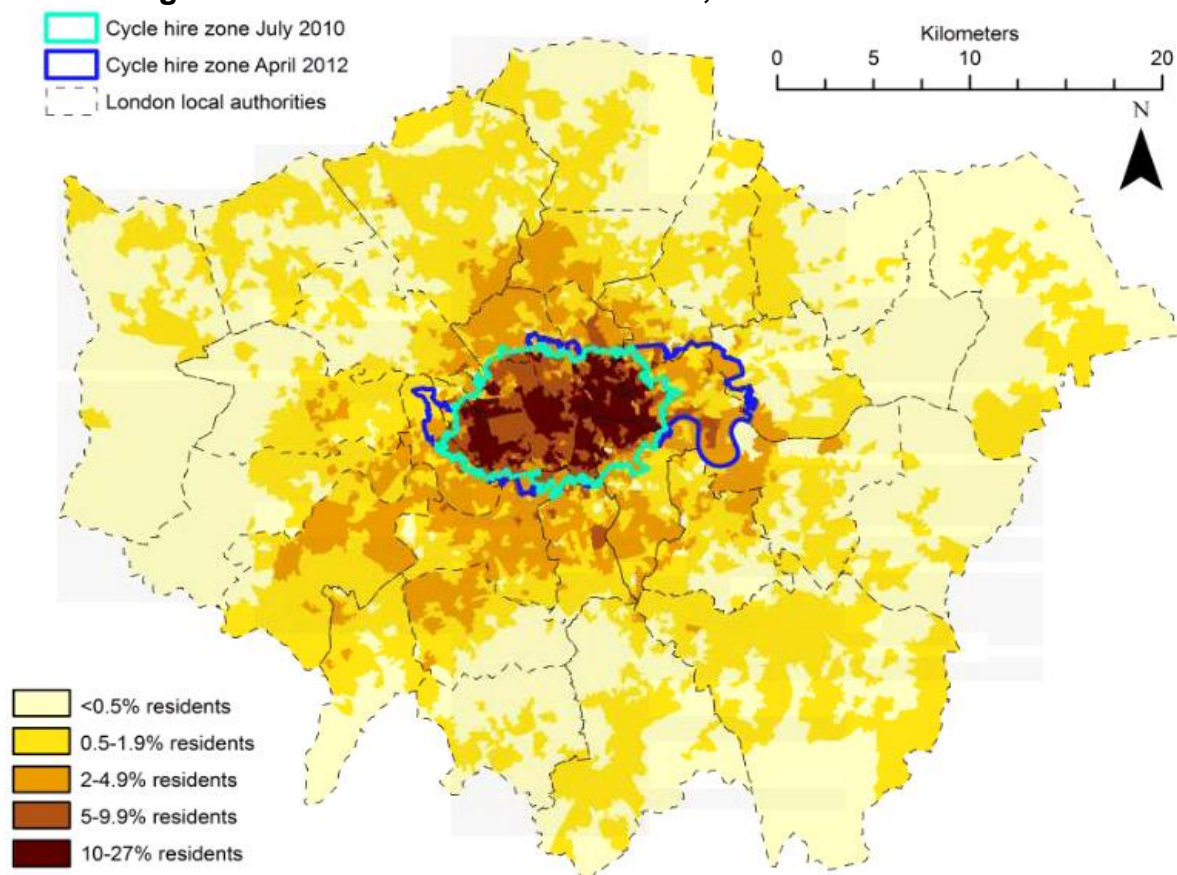 Cycle hire zone July 2010
Cycle hire zone April 2012
London local authorities
Kilometers
0 5 10 20
N
<0.5% residents
0.5-1.9% residents
2-4.9% residents
5-9.9% residents
10-27% residents